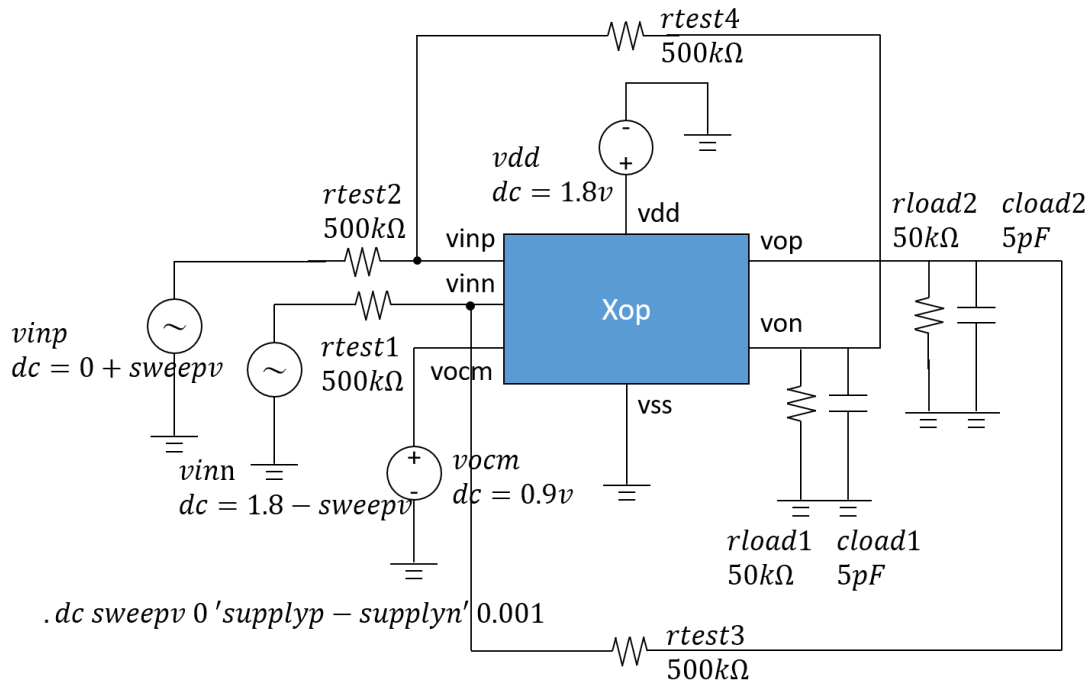 rtest4
500kΩ
-
+
vdd
dc = 1.8v
vdd
rtest2
500kΩ
rload2
50kΩ
cload2
5pF
vinp
vop
vinn
Xop
von
vinp
dc = 0 + sweepv
rtest1
500kΩ
vocm
vss
+
-
vocm
dc = 0.9v
vinn
dc = 1.8 − sweepv
rload1
50kΩ
cload1
5pF
.dc sweepv 0 ′supplyp − supplyn′ 0.001
rtest3
500kΩ